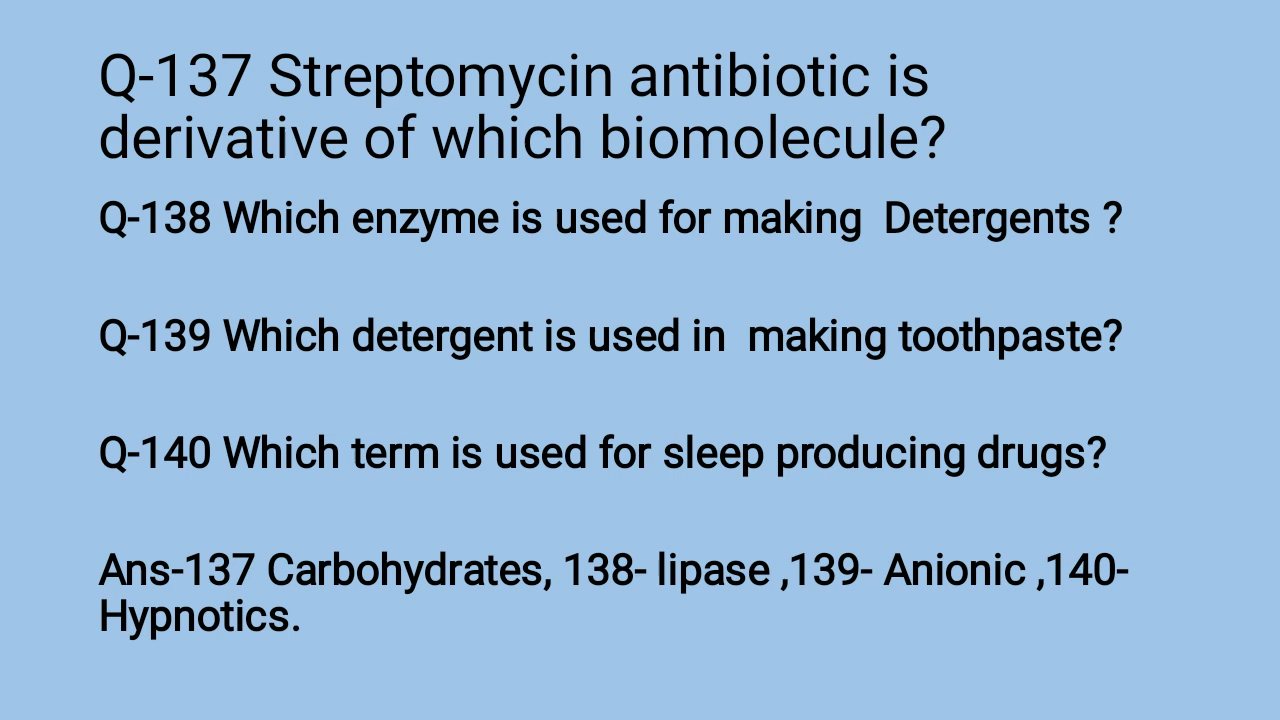 Q-137 Streptomycin antibiotic is
derivative of which biomolecule?
Q-138 Which enzyme is used for making  Detergents ?
Q-139 Which detergent is used in  making toothpaste?
Q-140 Which term is used for sleep producing drugs?
Ans-137 Carbohydrates, 138- lipase ,139- Anionic ,140-
Hypnotics.